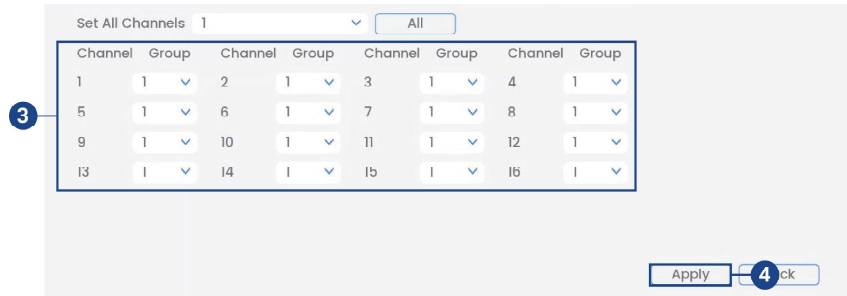 Set All Channels 1 All
Channel Group Channel Group Channel Group Channel Group
1 1 2 1 3 1 4 1
5 1 6 1 7 1 8 1
9 1 10 1 11 1 12 1
13 1 14 1 15 1 16 1
3
Apply 4 ck